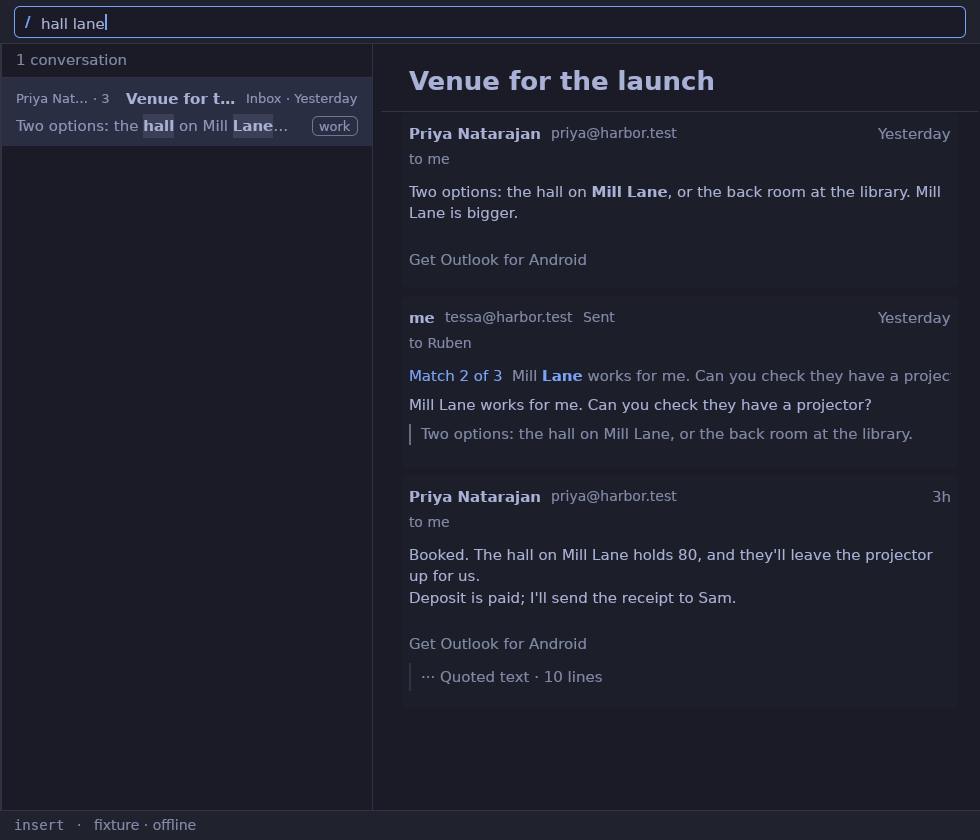 / hall lane
1 conversation
Priya Nat... · 3 Venue for t... Inbox · Yesterday
Two options: the hall on Mill Lane... work
Venue for the launch
Priya Natarajan priya@harbor.test Yesterday
to me
Two options: the hall on Mill Lane, or the back room at the library. Mill
Lane is bigger.
Get Outlook for Android
me tessa@harbor.test Sent Yesterday
to Ruben
Match 2 of 3 Mill Lane works for me. Can you check they have a projec
Mill Lane works for me. Can you check they have a projector?
Two options: the hall on Mill Lane, or the back room at the library.
Priya Natarajan priya@harbor.test 3h
to me
Booked. The hall on Mill Lane holds 80, and they'll leave the projector
up for us.
Deposit is paid; I'll send the receipt to Sam.
Get Outlook for Android
··· Quoted text · 10 lines
insert · fixture · offline